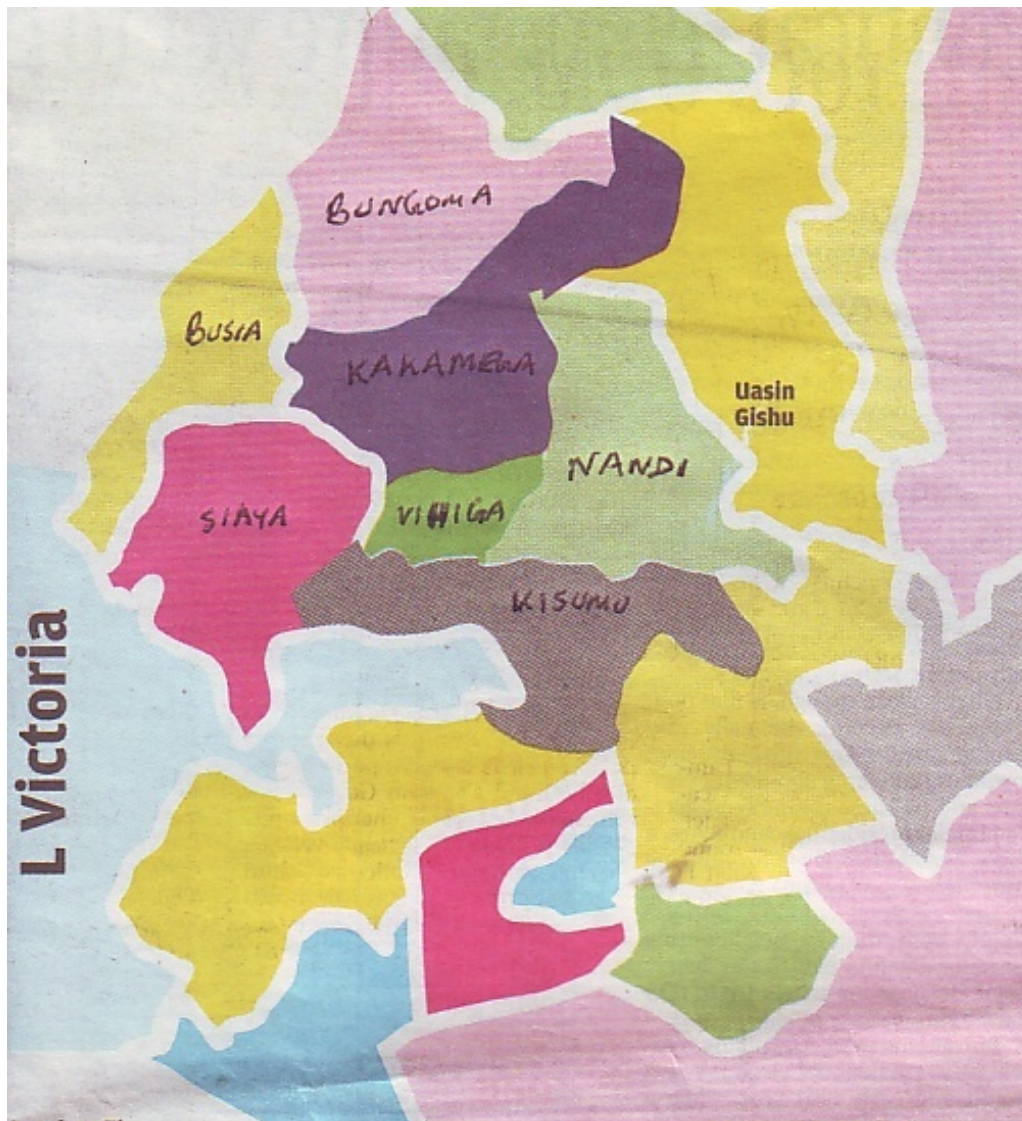 BUNGOMA
BUSIA
KAKAMEGA
Uasin
Gishu
NANDI
SIAYA
VIHIGA
KISUMU
L Victoria